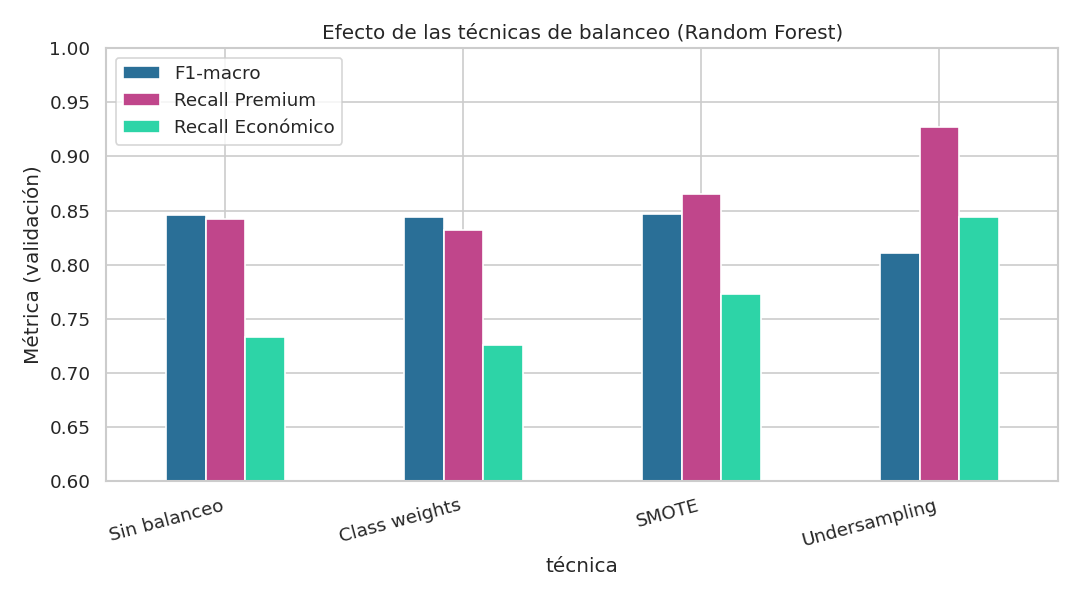 Efecto de las técnicas de balanceo (Random Forest)
F1-macro
Recall Premium
Recall Económico
Métrica (validación)
1.00
0.95
0.90
0.85
0.80
0.75
0.70
0.65
0.60
Sin balanceo
Class weights
SMOTE
Undersampling
técnica